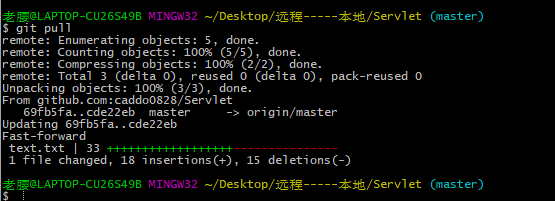 老腰@LAPTOP-CU26S49B MINGW32 ~/Desktop/远程-----本地/Servlet (master)
$ git pull
remote: Enumerating objects: 5, done.
remote: Counting objects: 100% (5/5), done.
remote: Compressing objects: 100% (2/2), done.
remote: Total 3 (delta 0), reused 0 (delta 0), pack-reused 0
Unpacking objects: 100% (3/3), done.
From github.com:caddo0828/Servlet
   69fb5fa..cde22eb  master     -> origin/master
Updating 69fb5fa..cde22eb
Fast-forward
 text.txt | 33 ++++++++++++++++++---------------
 1 file changed, 18 insertions(+), 15 deletions(-)
老腰@LAPTOP-CU26S49B MINGW32 ~/Desktop/远程-----本地/Servlet (master)
$